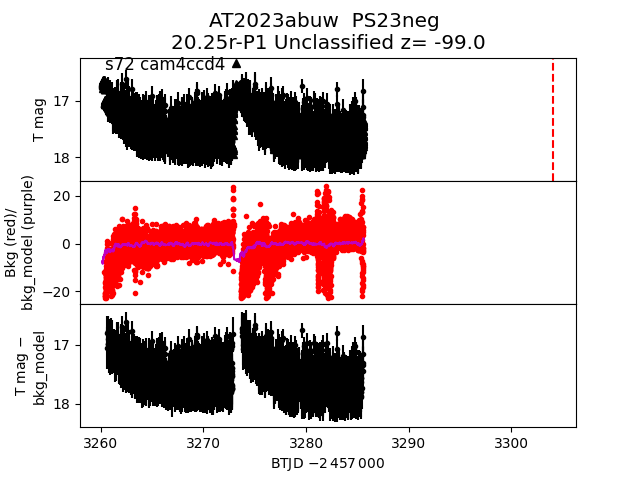 AT2023abuw  PS23neg
20.25r-P1 Unclassified z= -99.0
s72 cam4ccd4
T mag
17
18
Bkg (red)/
bkg_model (purple)
20
0
−20
T mag −
bkg_model
17
18
3260
3270
3280
3290
3300
BTJD −2 457 000